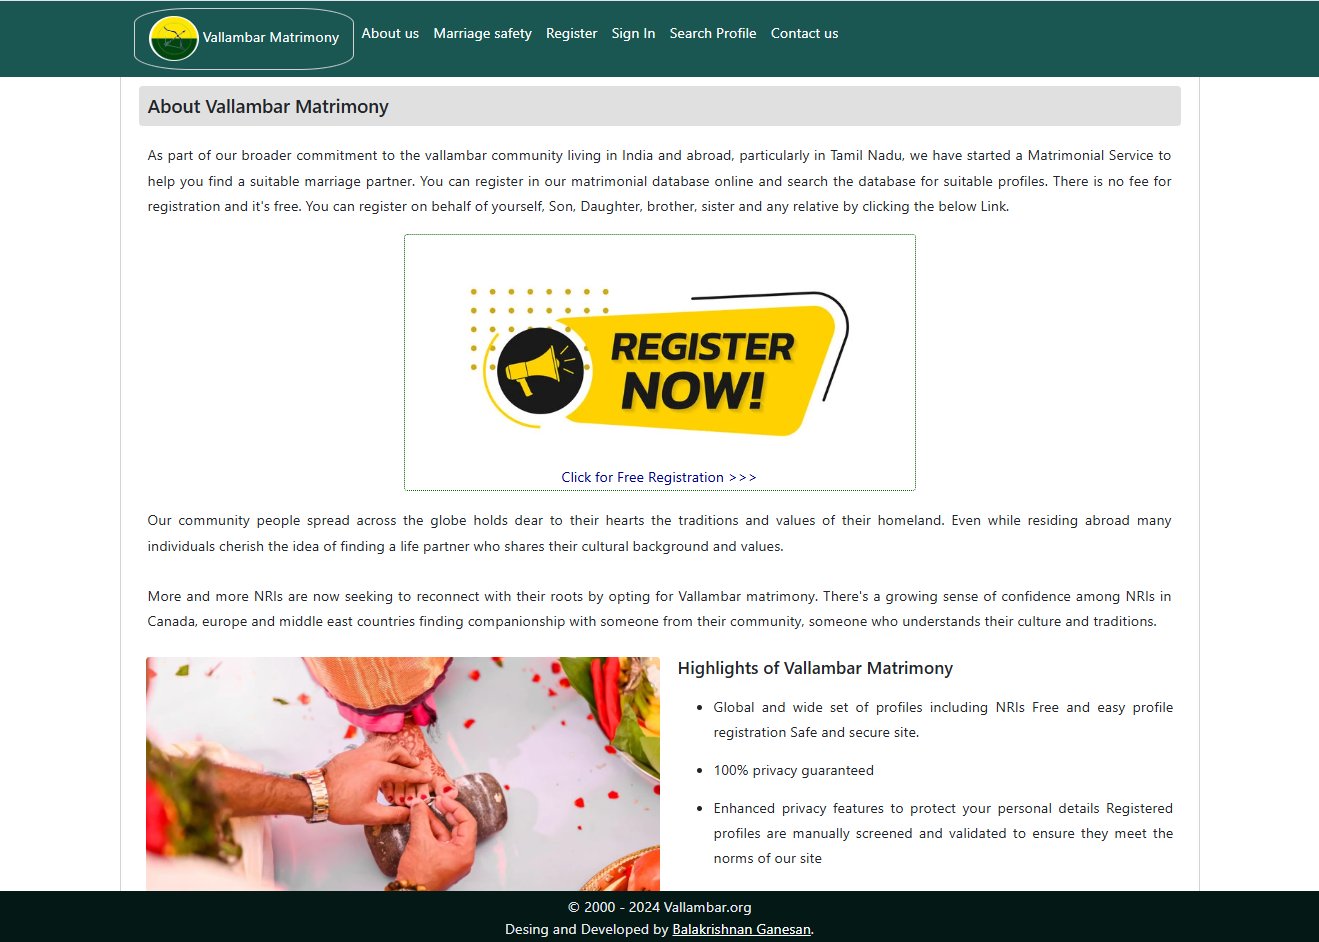 Vallambar Matrimony About us Marriage safety Register Sign In Search Profile Contact us
About Vallambar Matrimony
As part of our broader commitment to the vallambar community living in India and abroad, particularly in Tamil Nadu, we have started a Matrimonial Service to
help you find a suitable marriage partner. You can register in our matrimonial database online and search the database for suitable profiles. There is no fee for
registration and it's free. You can register on behalf of yourself, Son, Daughter, brother, sister and any relative by clicking the below Link.
REGISTER
NOW!
Click for Free Registration >>>
Our community people spread across the globe holds dear to their hearts the traditions and values of their homeland. Even while residing abroad many
individuals cherish the idea of finding a life partner who shares their cultural background and values.
More and more NRIs are now seeking to reconnect with their roots by opting for Vallambar matrimony. There's a growing sense of confidence among NRIs in
Canada, europe and middle east countries finding companionship with someone from their community, someone who understands their culture and traditions.
Highlights of Vallambar Matrimony
• Global and wide set of profiles including NRIs Free and easy profile
registration Safe and secure site.
• 100% privacy guaranteed
• Enhanced privacy features to protect your personal details Registered
profiles are manually screened and validated to ensure they meet the
norms of our site
© 2000 - 2024 Vallambar.org
Desing and Developed by Balakrishnan Ganesan.